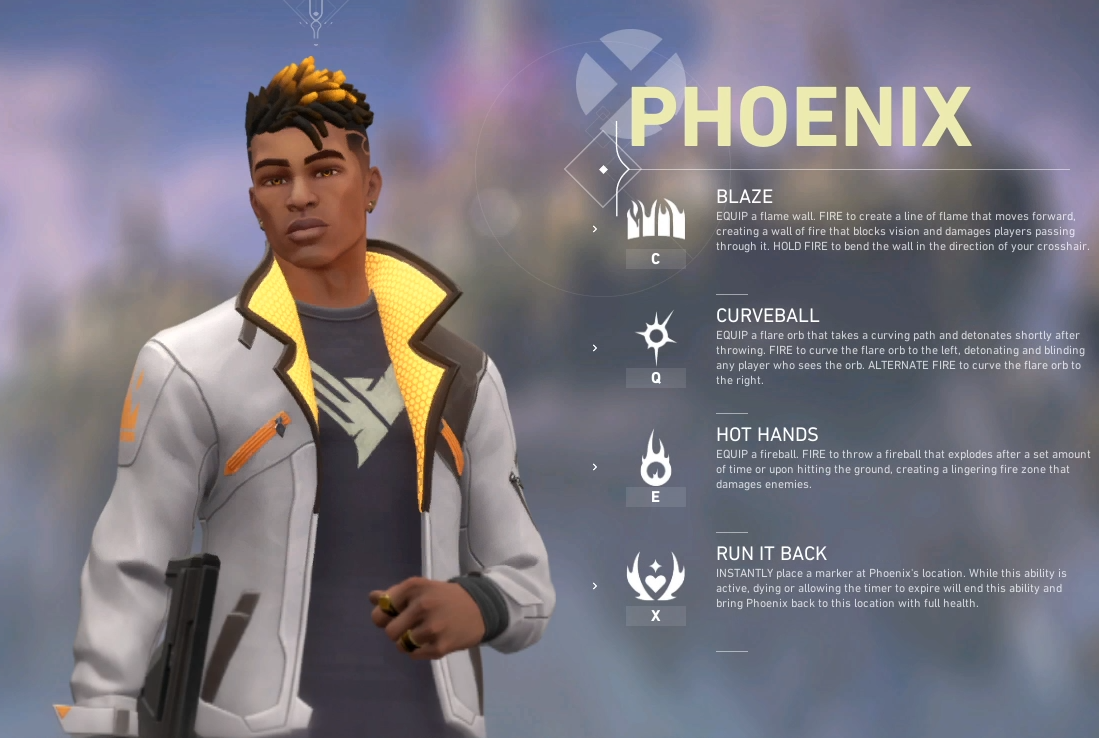 PHOENIX
BLAZE
EQUIP a flame wall. FIRE to create a line of flame that moves forward,
creating a wall of fire that blocks vision and damages players passing
through it. HOLD FIRE to bend the wall in the direction of your crosshair.
C
CURVEBALL
EQUIP a flare orb that takes a curving path and detonates shortly after
throwing. FIRE to curve the flare orb to the left, detonating and blinding
any player who sees the orb. ALTERNATE FIRE to curve the flare orb to
the right.
Q
HOT HANDS
EQUIP a fireball. FIRE to throw a fireball that explodes after a set amount
of time or upon hitting the ground, creating a lingering fire zone that
damages enemies.
E
RUN IT BACK
INSTANTLY place a marker at Phoenix's location. While this ability is
active, dying or allowing the timer to expire will end this ability and
bring Phoenix back to this location with full health.
X